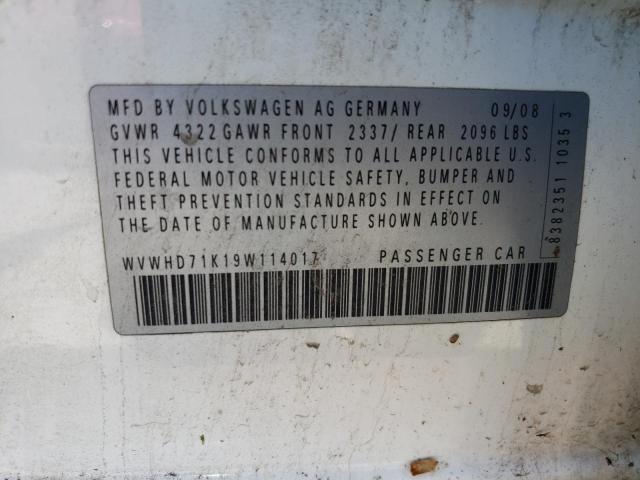 MFD BY VOLKSWAGEN AG GERMANY 09/08
GVWR 4322 GAWR FRONT 2337/ REAR 2096 LBS
THIS VEHICLE CONFORMS TO ALL APPLICABLE U.S.
FEDERAL MOTOR VEHICLE SAFETY, BUMPER AND
THEFT PREVENTION STANDARDS IN EFFECT ON
THE DATE OF MANUFACTURE SHOWN ABOVE.
WVWHD71K19W114017 PASSENGER CAR
8382351 1035 3